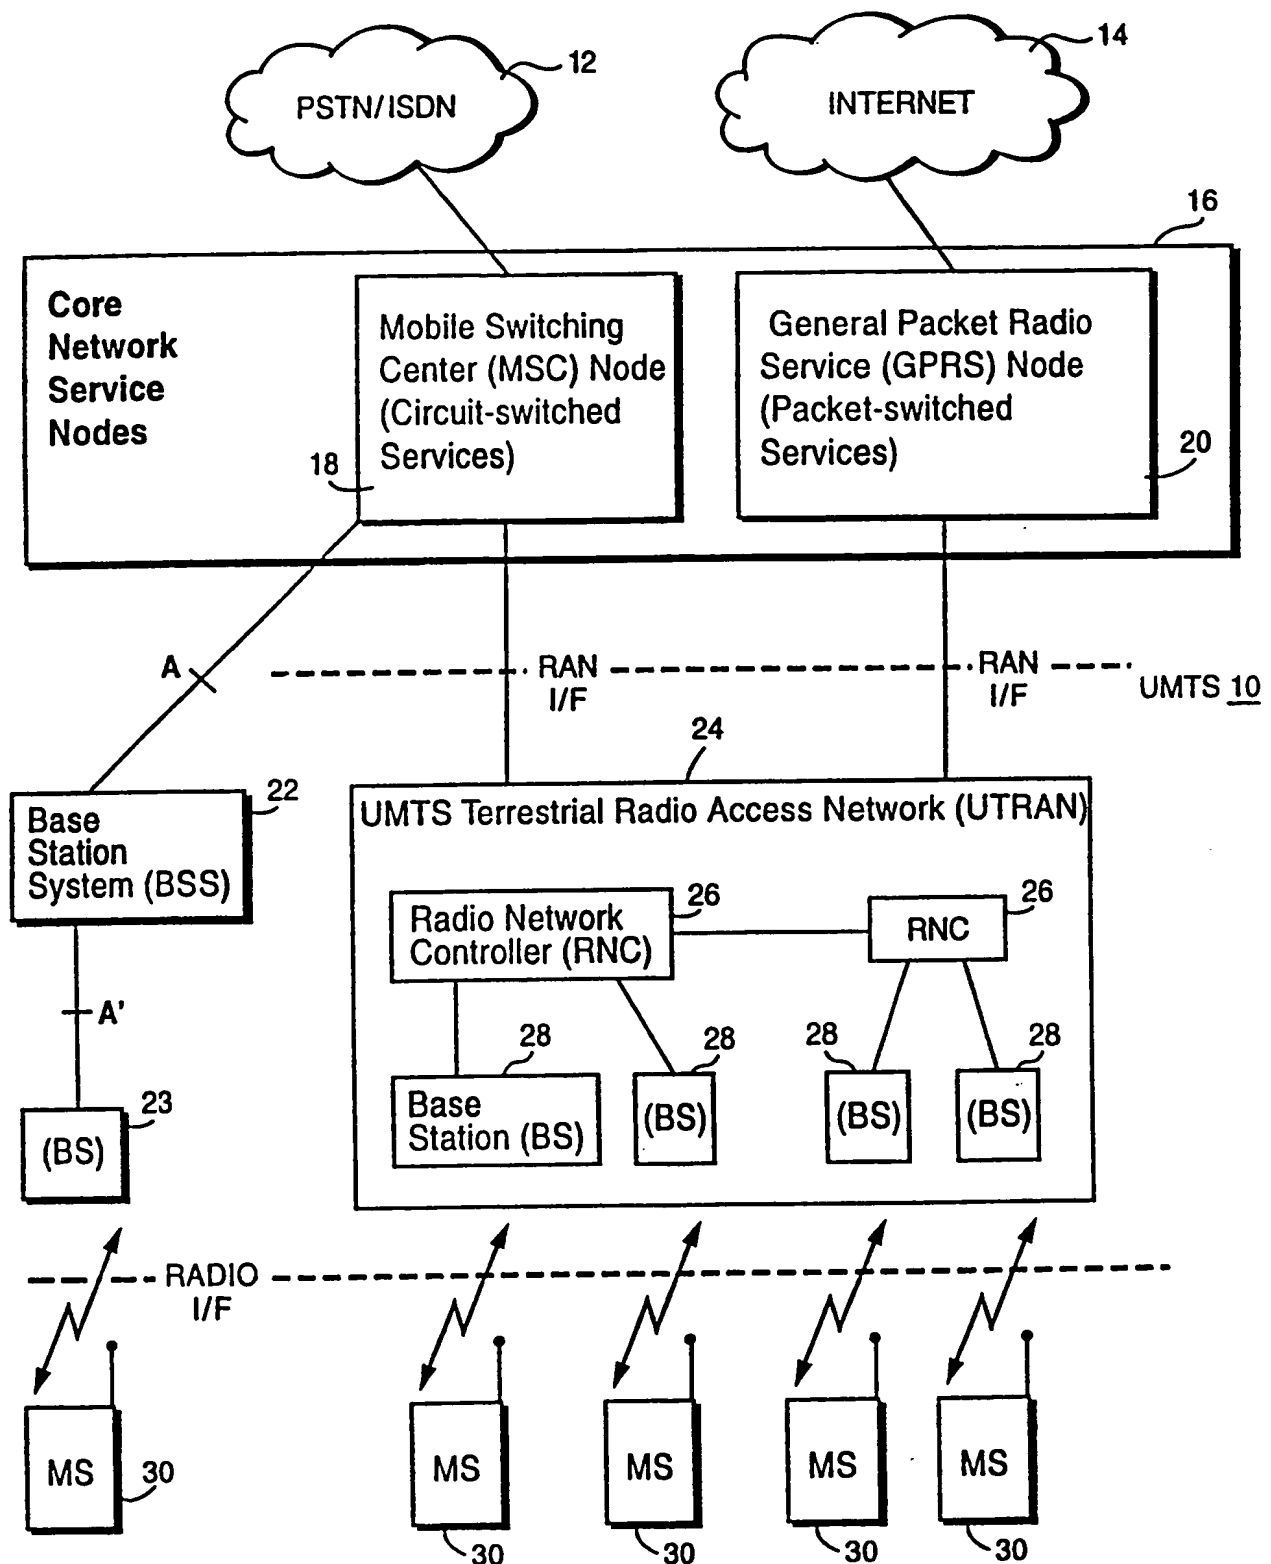 12
PSTN/ISDN
14
INTERNET
16
Core
Network
Service
Nodes
Mobile Switching
Center (MSC) Node
(Circuit-switched
Services)
18
General Packet Radio
Service (GPRS) Node
(Packet-switched
Services)
20
A
RAN
I/F
RAN
I/F
UMTS 10
24
22
Base
Station
System (BSS)
UMTS Terrestrial Radio Access Network (UTRAN)
26
Radio Network
Controller (RNC)
26
RNC
A'
28
Base
Station (BS)
28
(BS)
28
(BS)
28
(BS)
23
(BS)
RADIO
I/F
MS
30
MS
30
MS
30
MS
30
MS
30